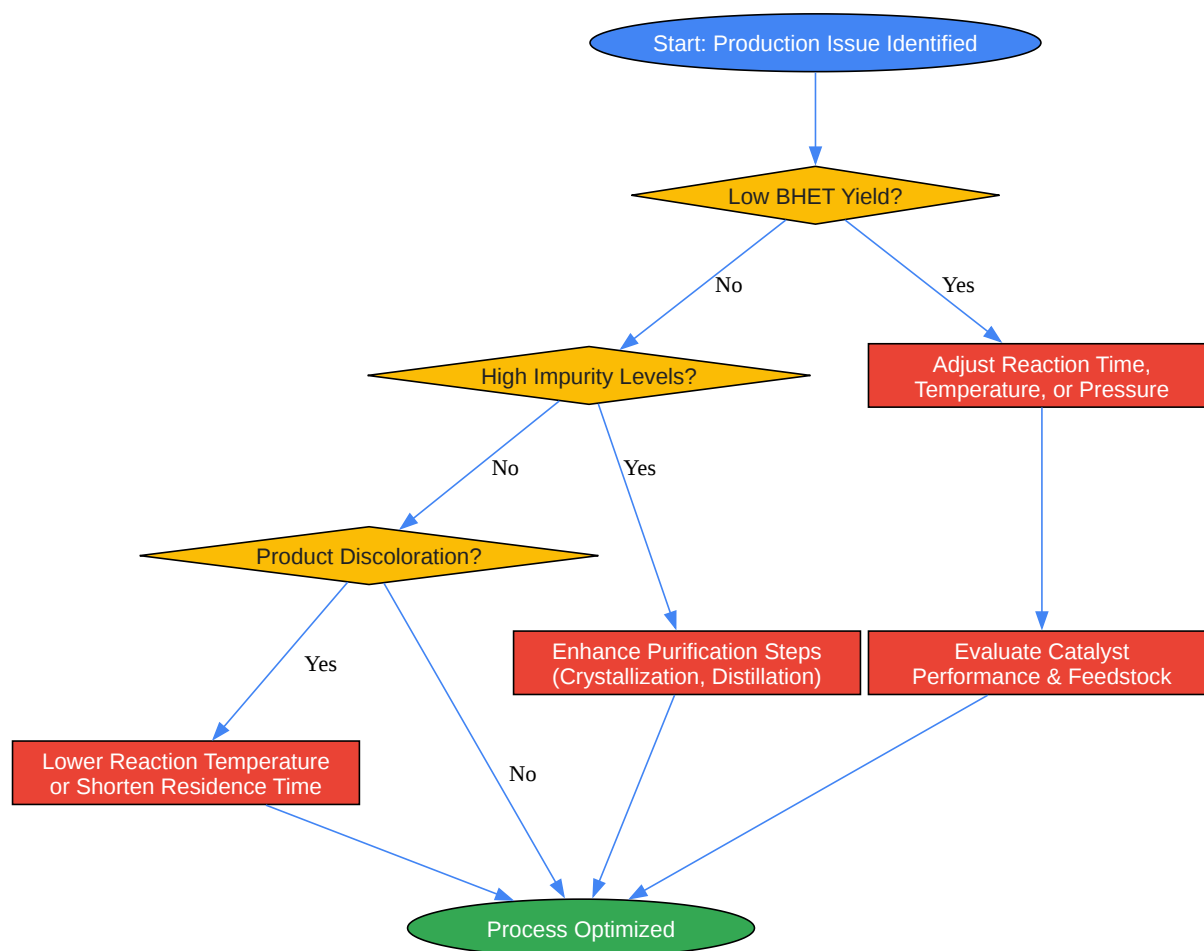 Start: Production Issue Identified
Low BHET Yield?
No
Yes
High Impurity Levels?
Adjust Reaction Time,
Temperature, or Pressure
No
Yes
Product Discoloration?
Enhance Purification Steps
(Crystallization, Distillation)
Evaluate Catalyst
Performance & Feedstock
Yes
Lower Reaction Temperature
or Shorten Residence Time
No
Process Optimized